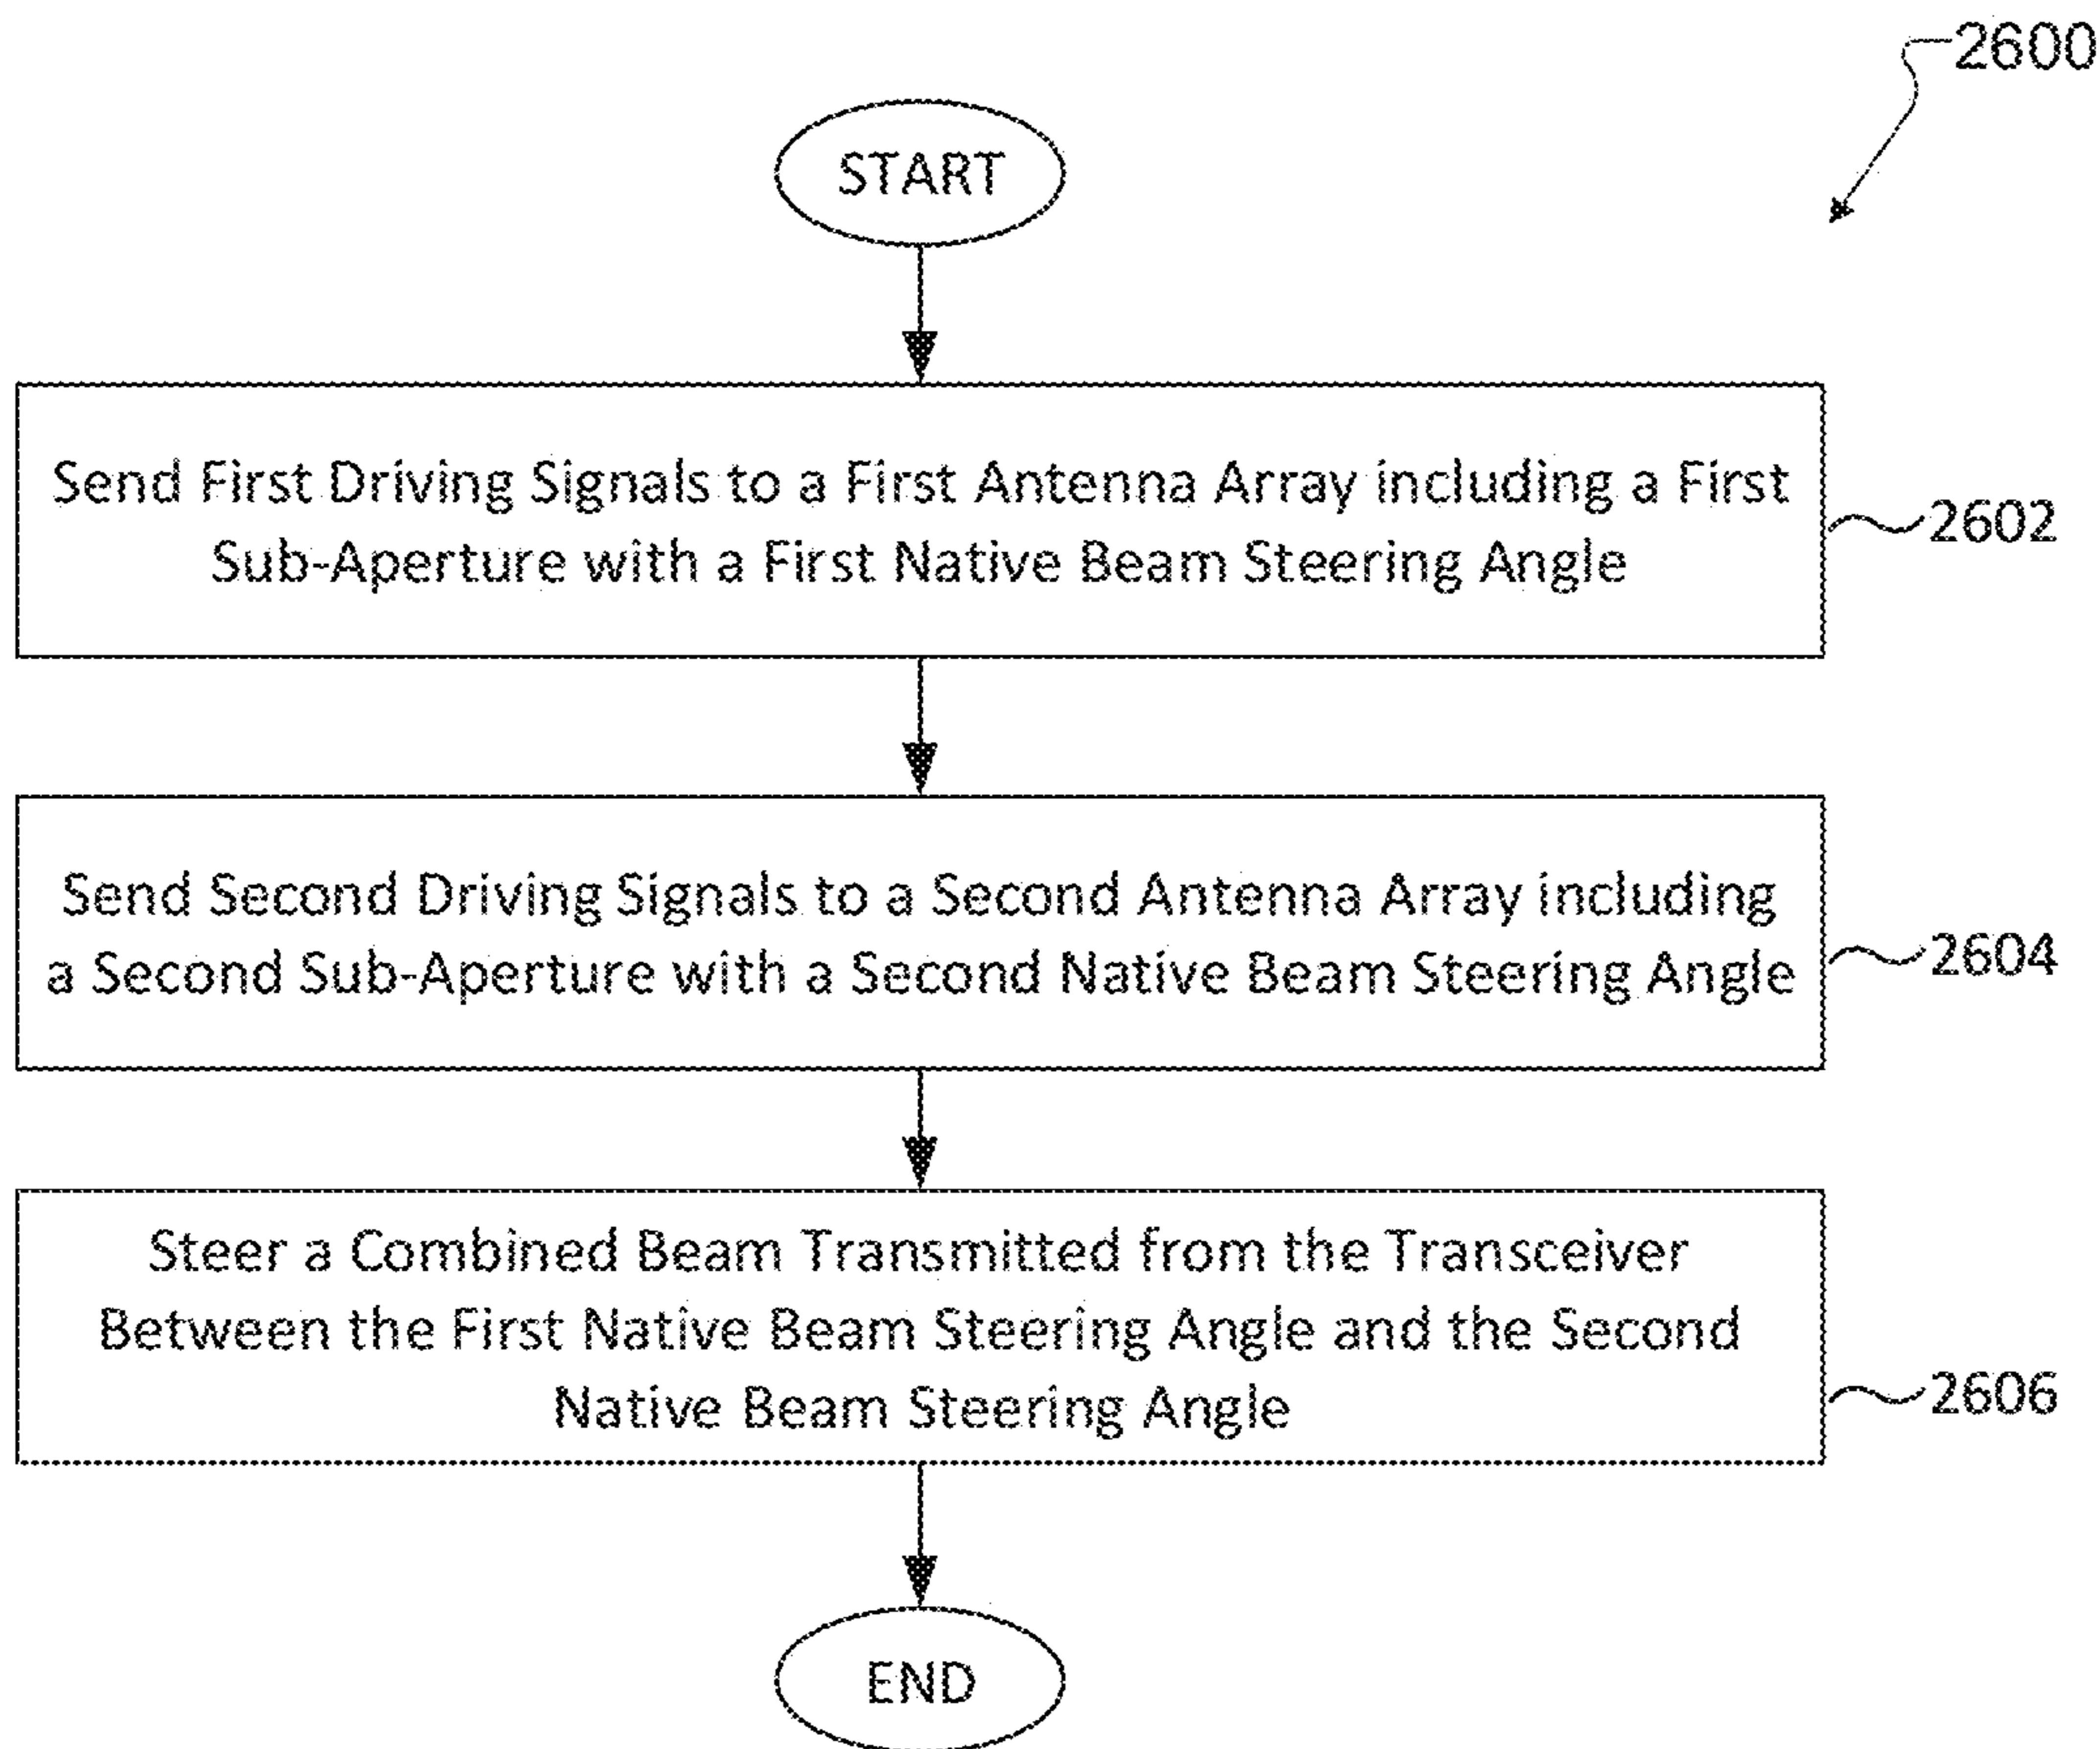 2600
START
Send First Driving Signals to a First Antenna Array including a First
Sub-Aperture with a First Native Beam Steering Angle
2602
Send Second Driving Signals to a Second Antenna Array including
a Second Sub-Aperture with a Second Native Beam Steering Angle
2604
Steer a Combined Beam Transmitted from the Transceiver
Between the First Native Beam Steering Angle and the Second
Native Beam Steering Angle
2606
END